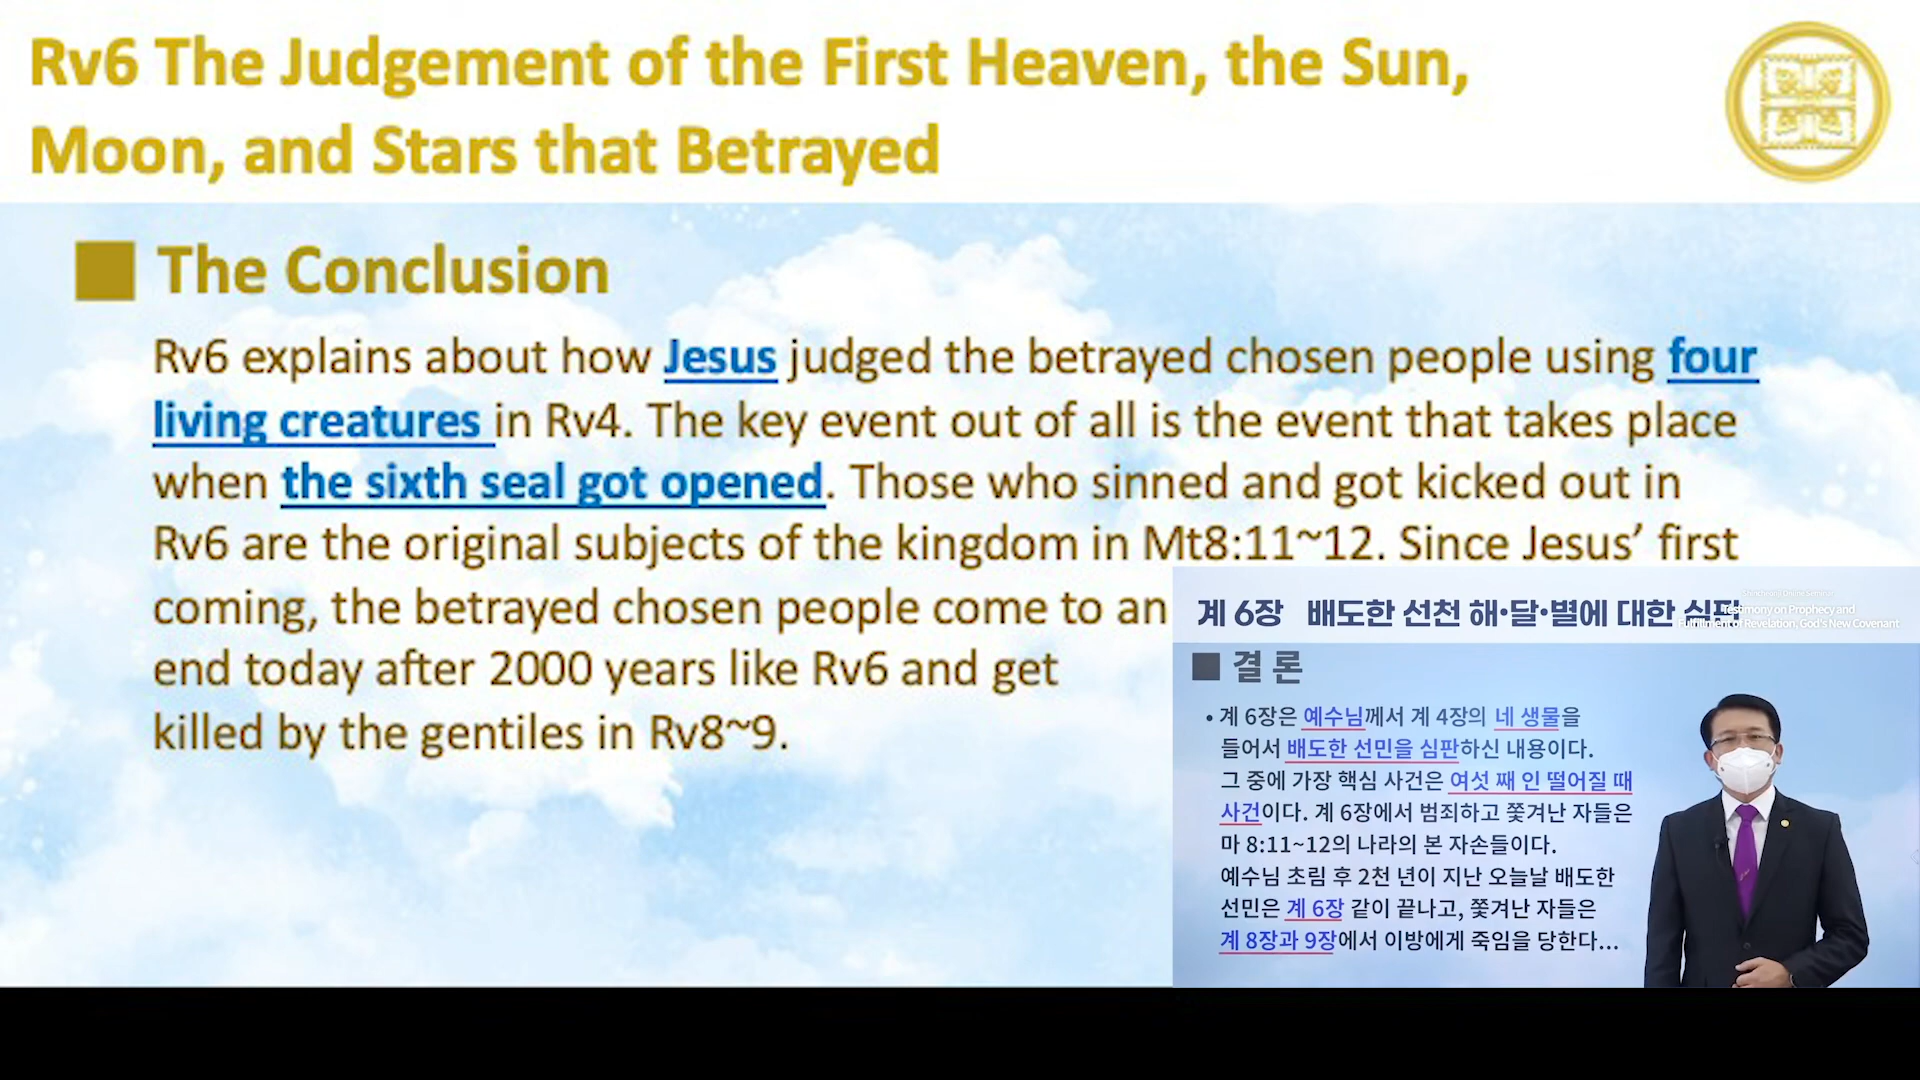 Rv6 The Judgement of the First Heaven, the Sun,
Moon, and Stars that Betrayed
The Conclusion
Rv6 explains about how Jesus judged the betrayed chosen people using four
living creatures in Rv4. The key event out of all is the event that takes place
when the sixth seal got opened. Those who sinned and got kicked out in
Rv6 are the original subjects of the kingdom in Mt8:11~12. Since Jesus’ first
coming, the betrayed chosen people come to an
end today after 2000 years like Rv6 and get
killed by the gentiles in Rv8~9.
Shincheonji Online Seminar
Testimony on Prophecy and
Fulfillment of Revelation, God's New Covenant
계 6장 배도한 선천 해•달•별에 대한 심판
결 론
• 계 6장은 예수님께서 계 4장의 네 생물을
들어서 배도한 선민을 심판하신 내용이다.
그 중에 가장 핵심 사건은 여섯 째 인 떨어질 때
사건이다. 계 6장에서 범죄하고 쫓겨난 자들은
마 8:11~12의 나라의 본 자손들이다.
예수님 초림 후 2천 년이 지난 오늘날 배도한
선민은 계 6장 같이 끝나고, 쫓겨난 자들은
계 8장과 9장에서 이방에게 죽임을 당한다...